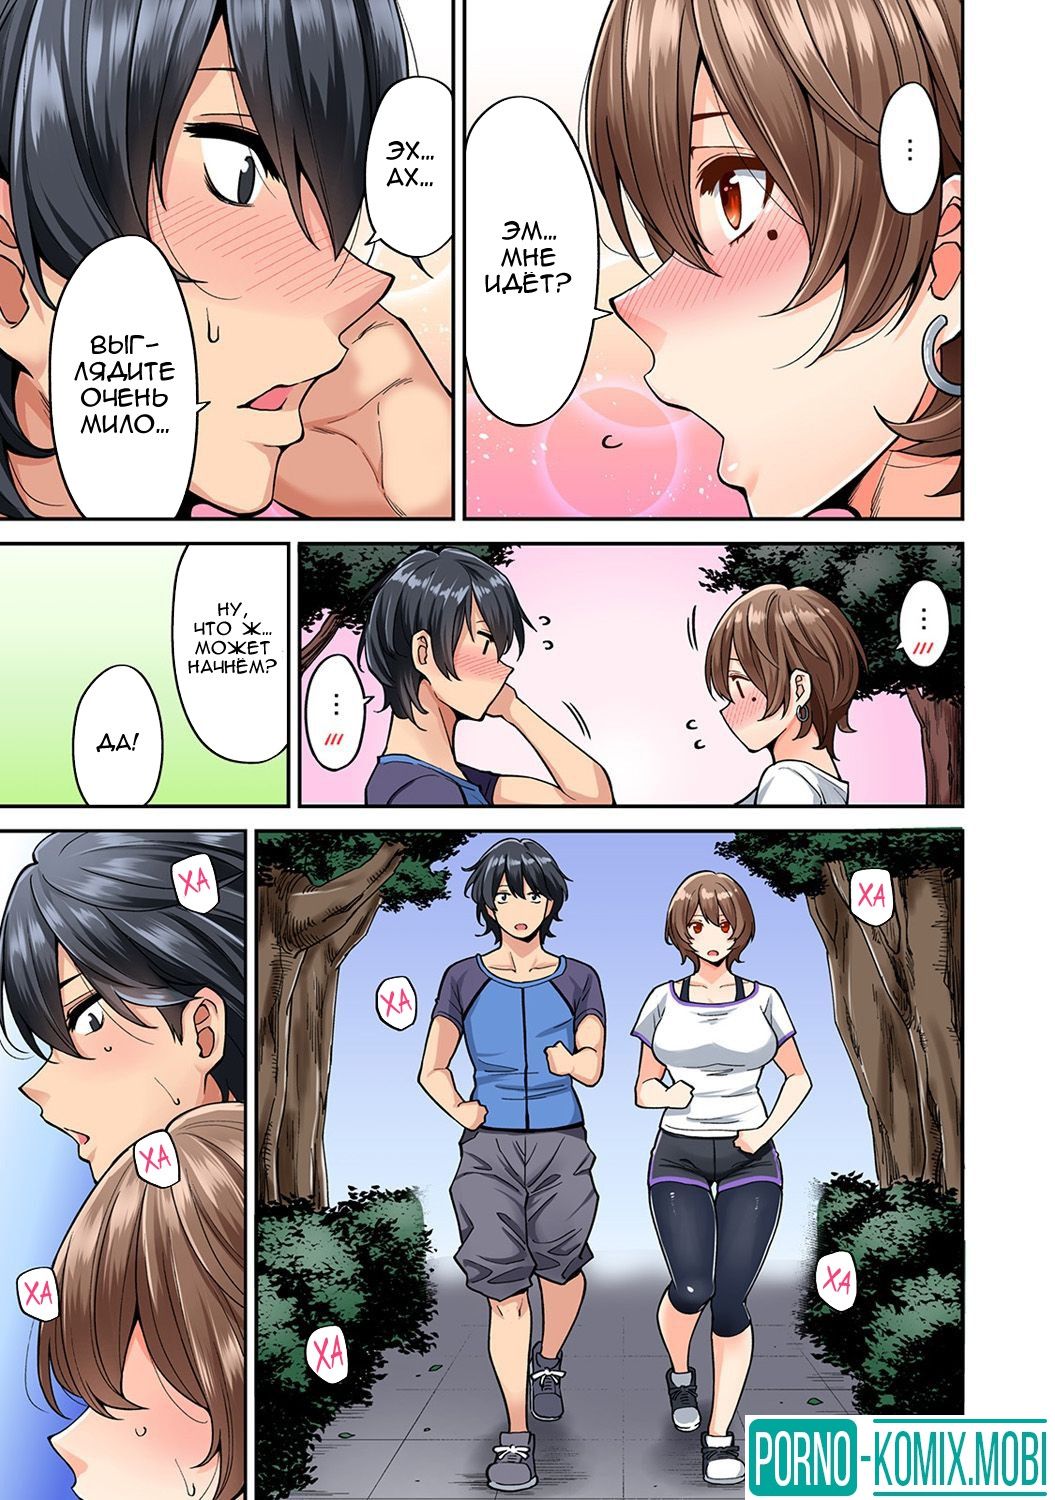 ...
ЭМ...
МНЕ
ИДЁТ?
ЭХ...
АХ...
ВЫГ-
ЛЯДИТЕ
ОЧЕНЬ
МИЛО...
...
...
НУ,
ЧТО Ж...
МОЖЕТ
НАЧНЁМ?
ДА!
ХА
ХА
ХА
ХА
ХА
ХА
ХА
PORNO-KOMIX.MOBI